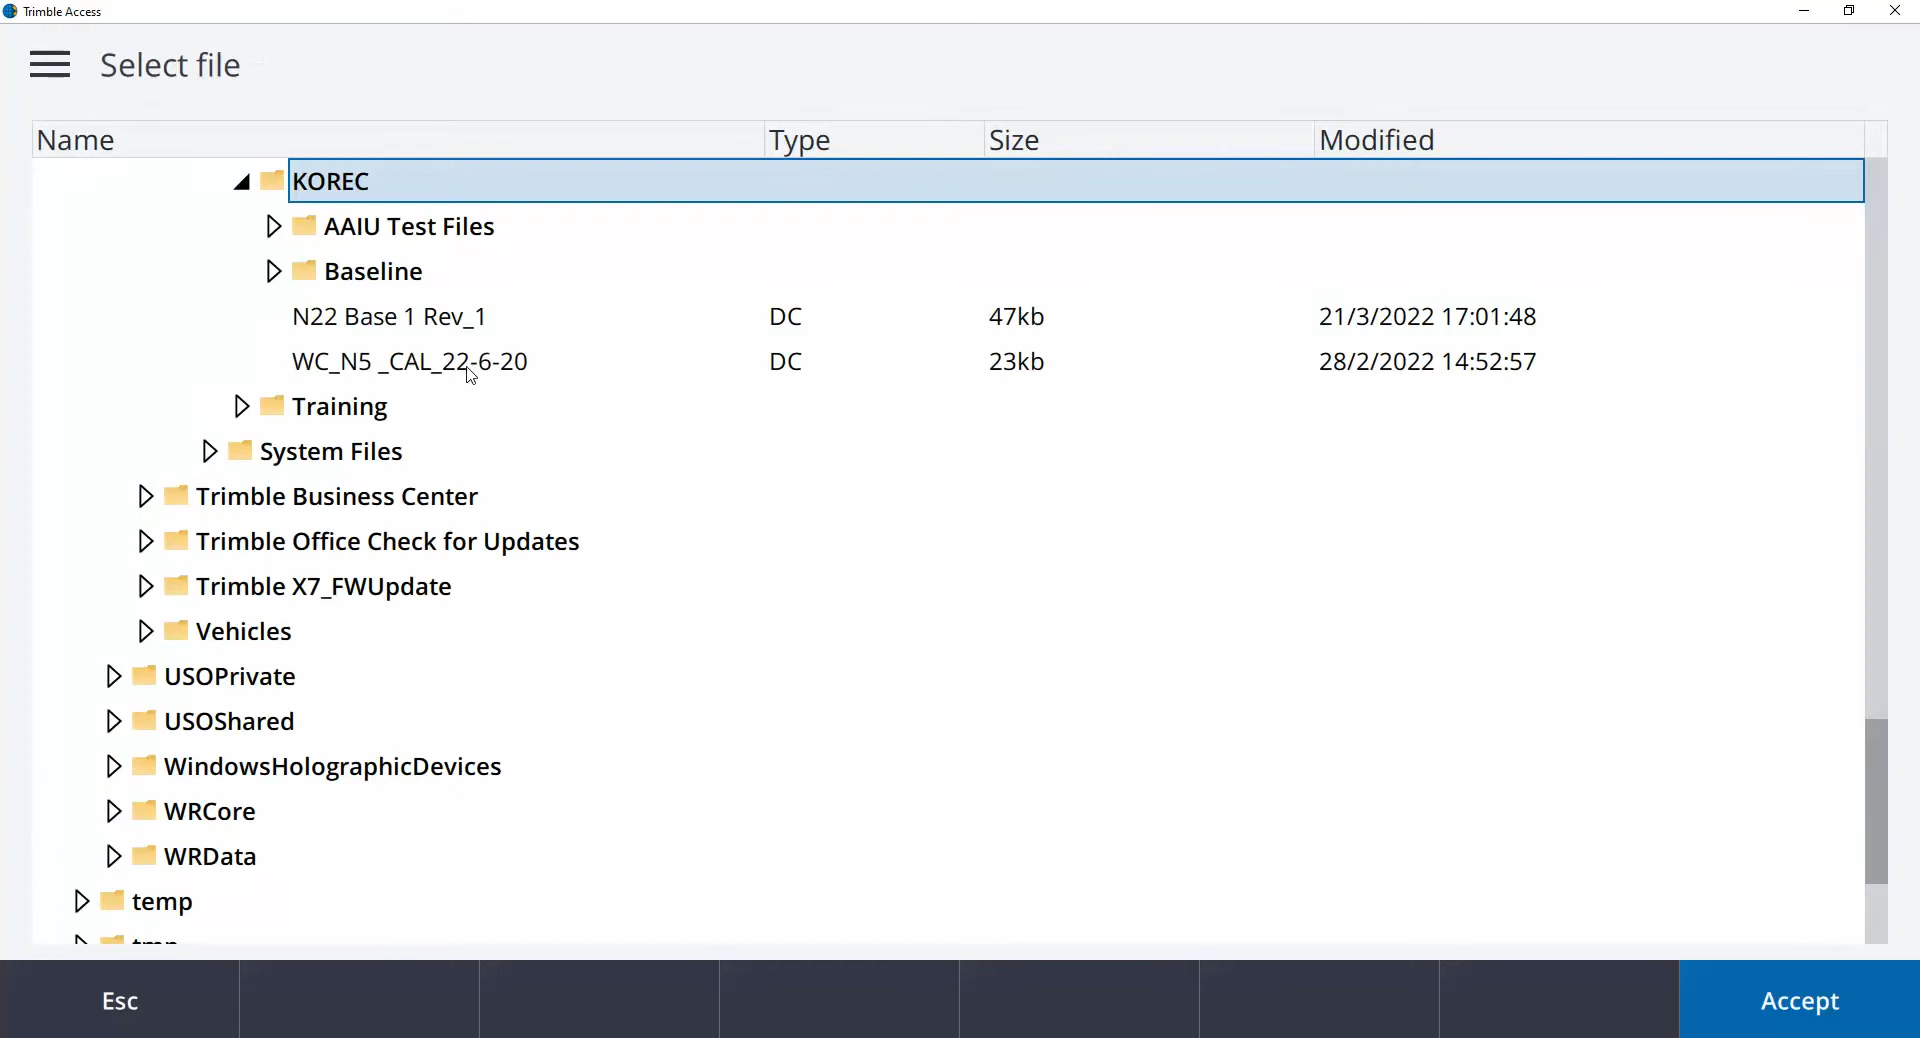 Trimble Access
Select file
Name Type Size Modified
KOREC
AAIU Test Files
Baseline
N22 Base 1 Rev_1 DC 47kb 21/3/2022 17:01:48
WC_N5 _CAL_22-6-20 DC 23kb 28/2/2022 14:52:57
Training
System Files
Trimble Business Center
Trimble Office Check for Updates
Trimble X7_FWUpdate
Vehicles
USOPrivate
USOShared
WindowsHolographicDevices
WRCore
WRData
temp
tmp
Esc Accept